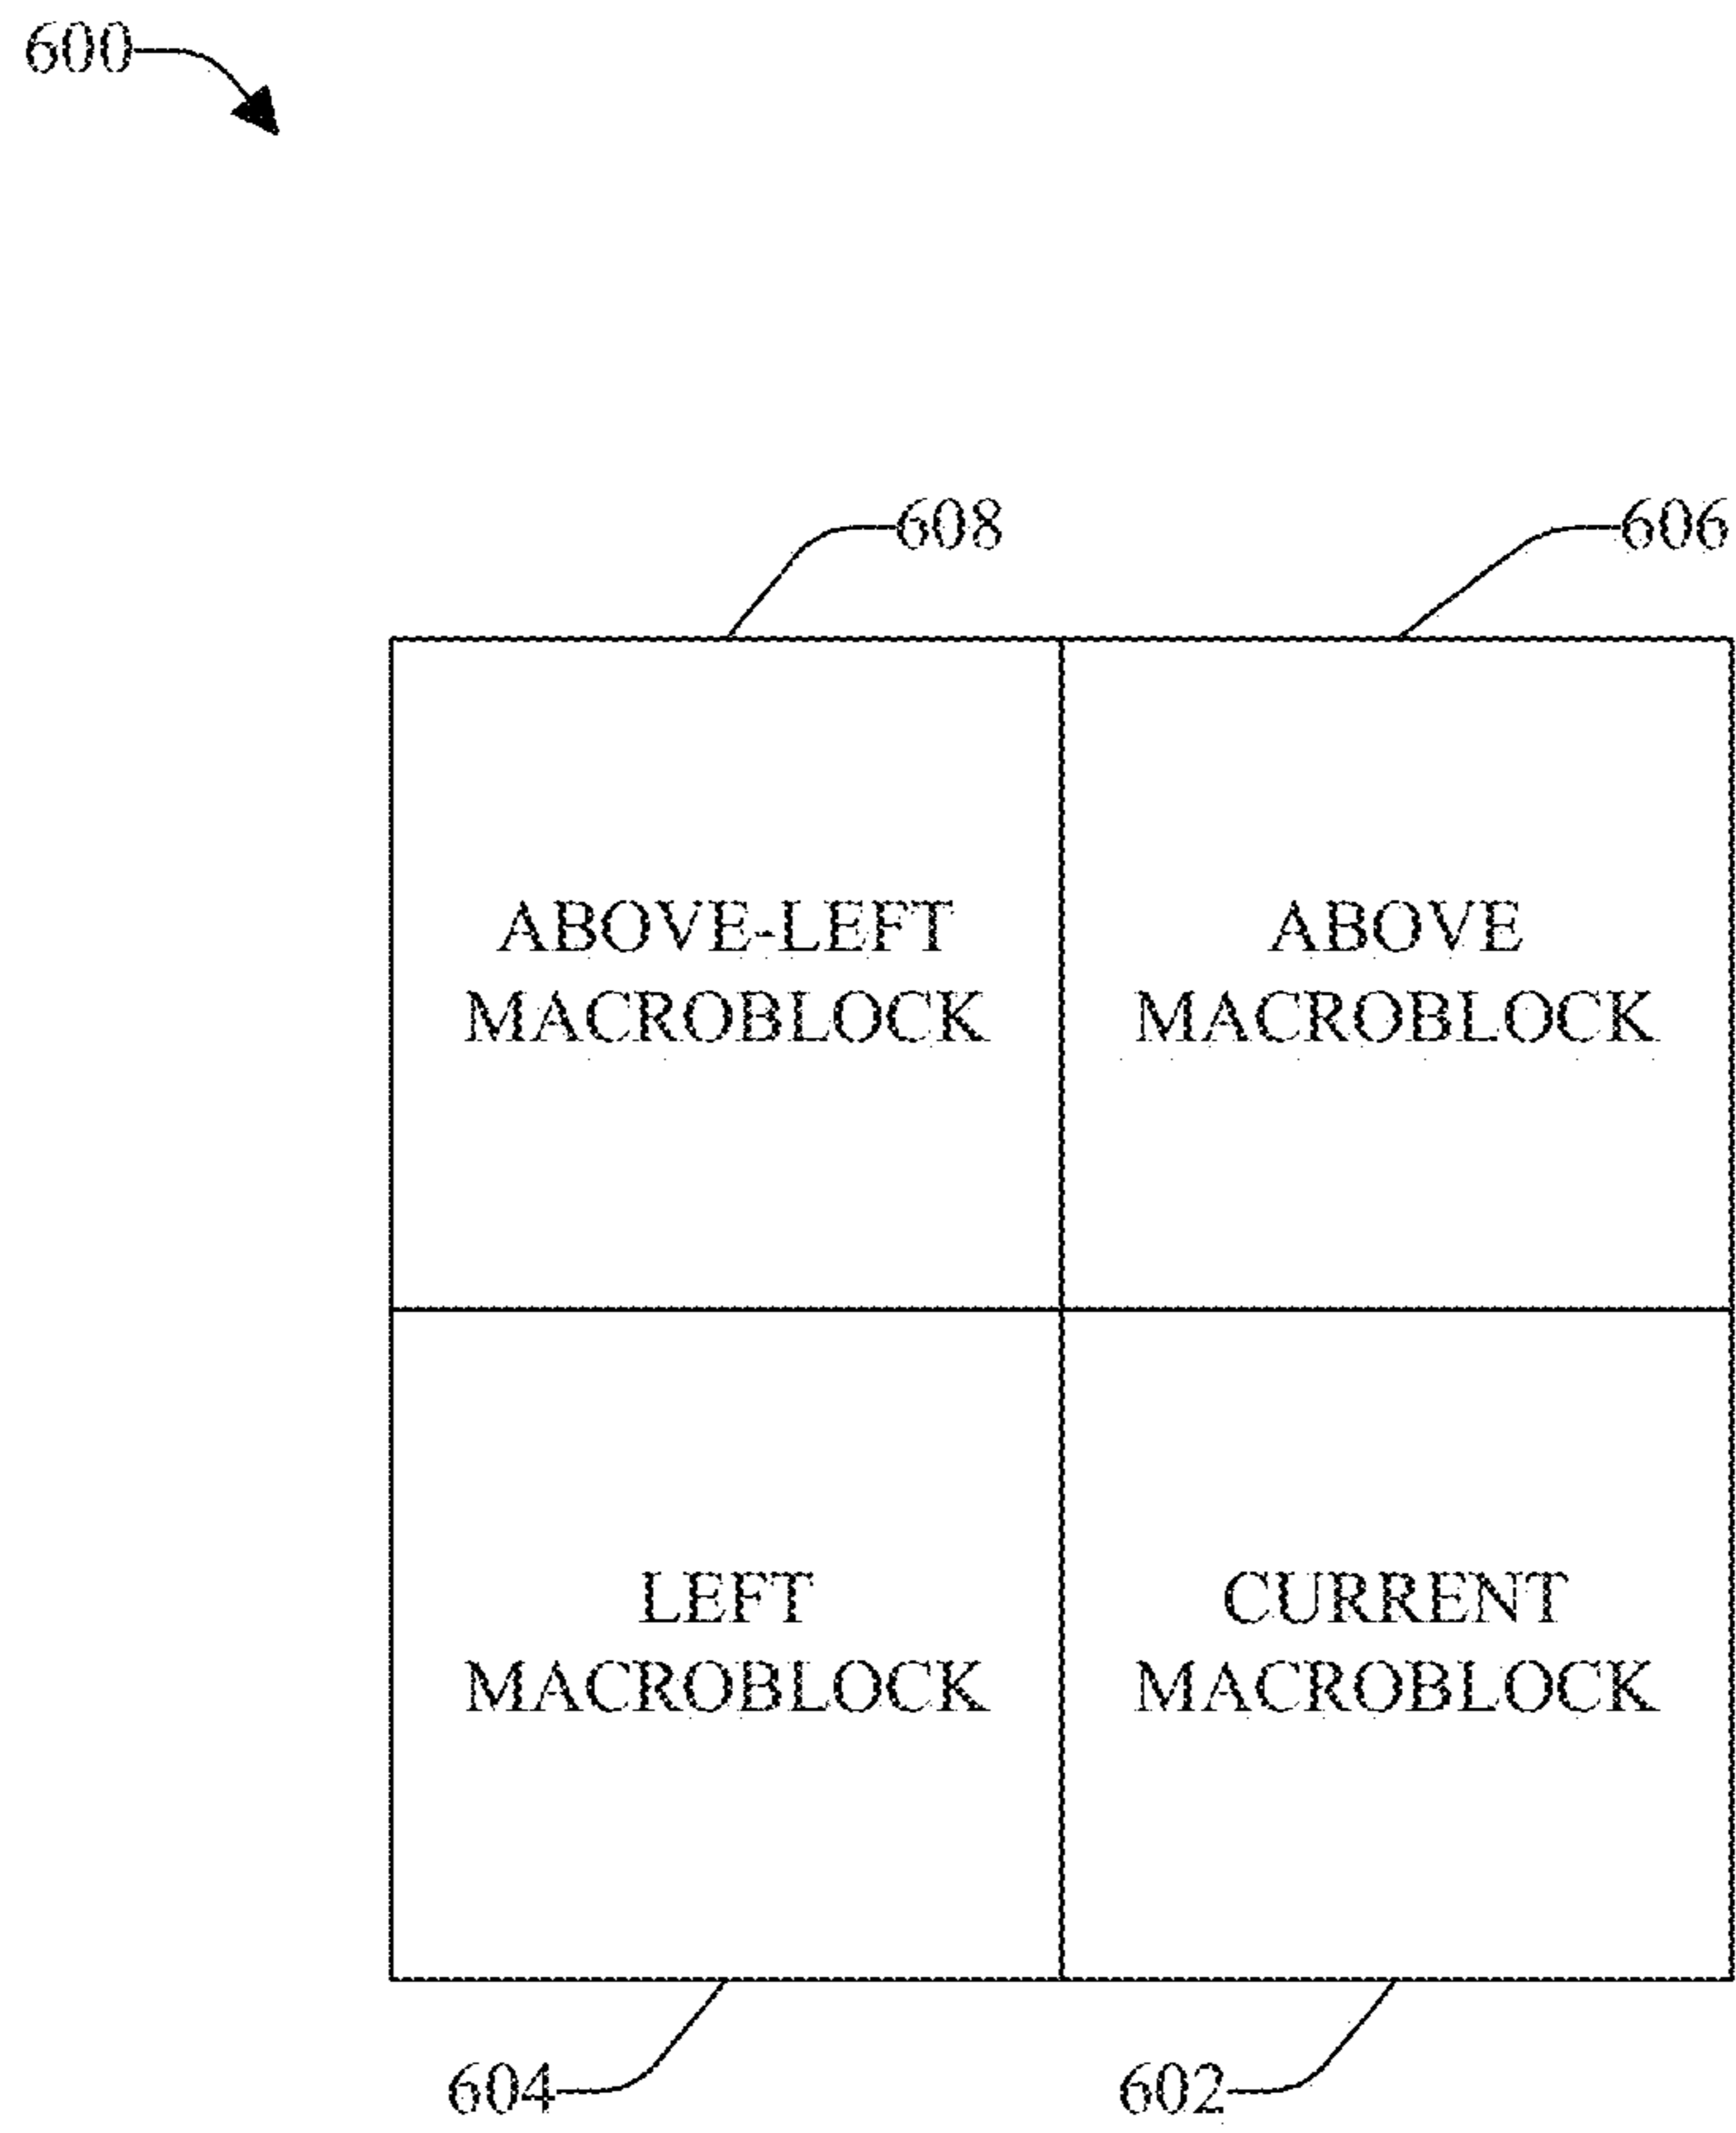 600
608
606
ABOVE-LEFT
MACROBLOCK
ABOVE
MACROBLOCK
LEFT
MACROBLOCK
CURRENT
MACROBLOCK
604
602